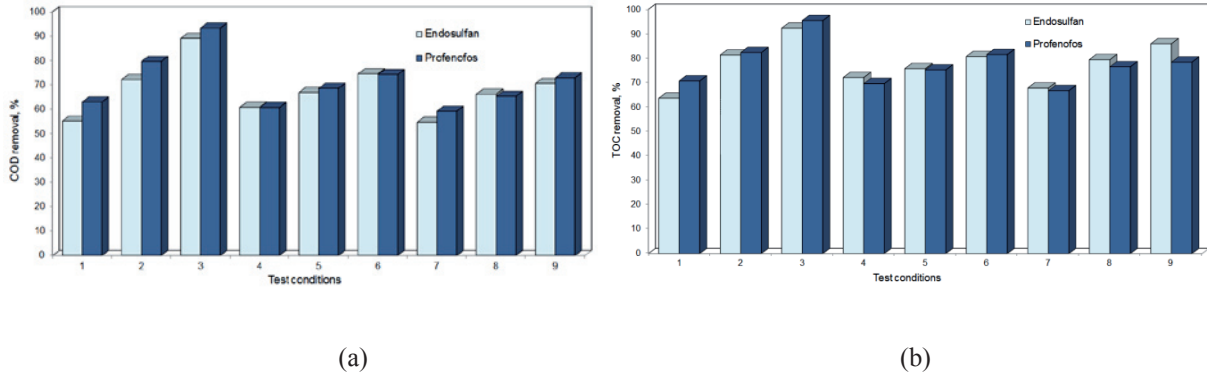 100
90
80
70
60
50
40
30
20
10
0
COD removal, %
Endosulfan
Profenofos
1 2 3 4 5 6 7 8 9
Test conditions
(a)
100
90
80
70
60
50
40
30
20
10
0
TOC removal, %
Endosulfan
Profenofos
1 2 3 4 5 6 7 8 9
Test conditions
(b)